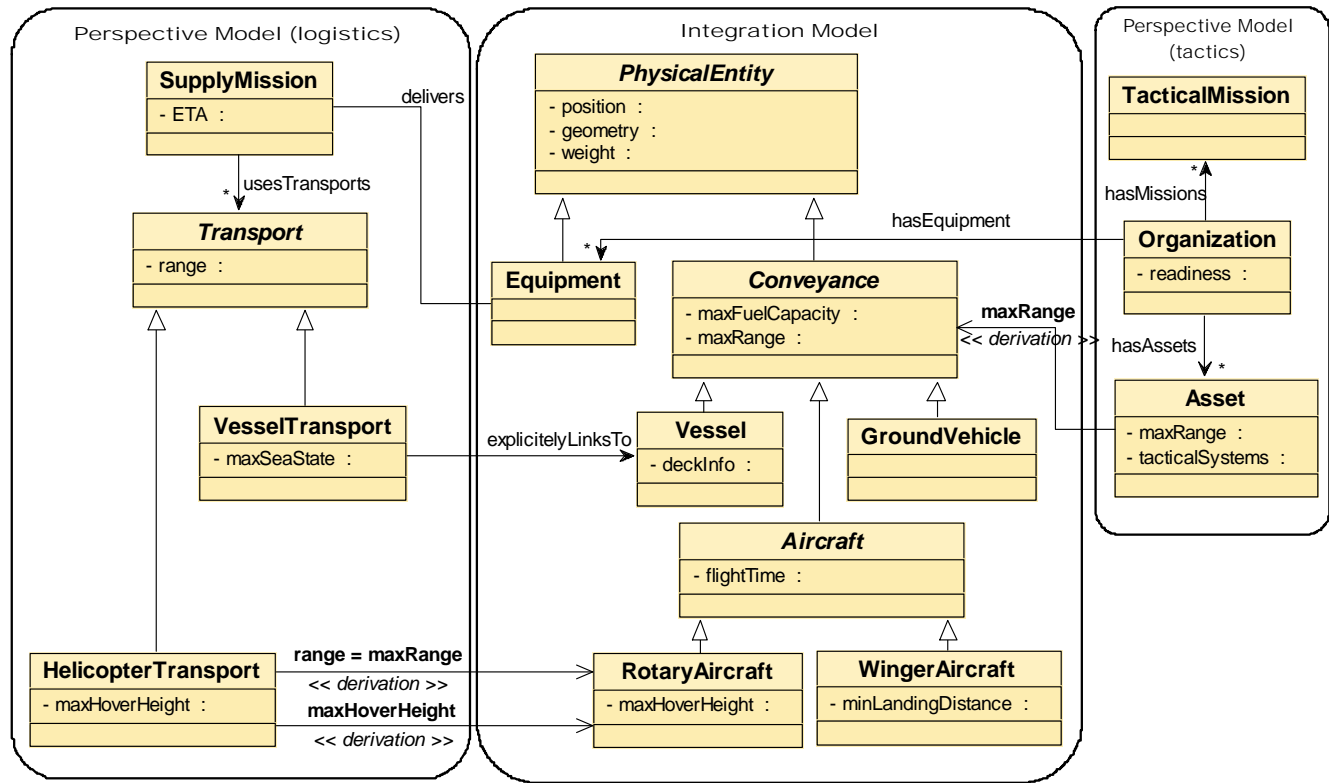 Perspective Model (logistics)
SupplyMission
- ETA :
delivers
usesTransports
*
Transport
- range :
VesselTransport
- maxSeaState :
explicitelyLinksTo
HelicopterTransport
- maxHoverHeight :
range = maxRange
<< derivation >>
maxHoverHeight
<< derivation >>
Integration Model
PhysicalEntity
- position :
- geometry :
- weight :
hasEquipment
*
Equipment
Conveyance
- maxFuelCapacity :
- maxRange :
maxRange
<< derivation >>
Vessel
- deckInfo :
GroundVehicle
Aircraft
- flightTime :
RotaryAircraft
- maxHoverHeight :
WingerAircraft
- minLandingDistance :
Perspective Model
(tactics)
TacticalMission
*
hasMissions
Organization
- readiness :
hasAssets
*
Asset
- maxRange :
- tacticalSystems :